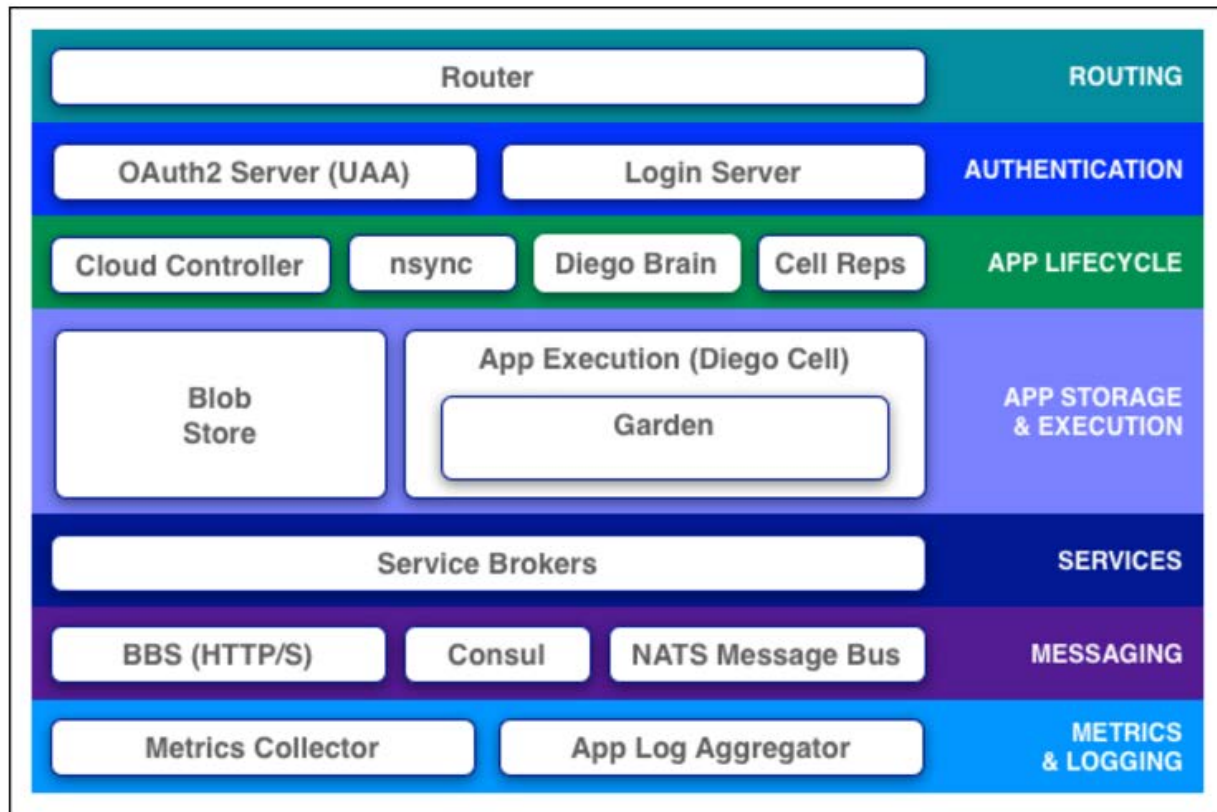 Router
ROUTING
OAuth2 Server (UAA)
Login Server
AUTHENTICATION
Cloud Controller
nsync
Diego Brain
Cell Reps
APP LIFECYCLE
Blob
Store
App Execution (Diego Cell)
Garden
APP STORAGE
& EXECUTION
Service Brokers
SERVICES
BBS (HTTP/S)
Consul
NATS Message Bus
MESSAGING
Metrics Collector
App Log Aggregator
METRICS
& LOGGING